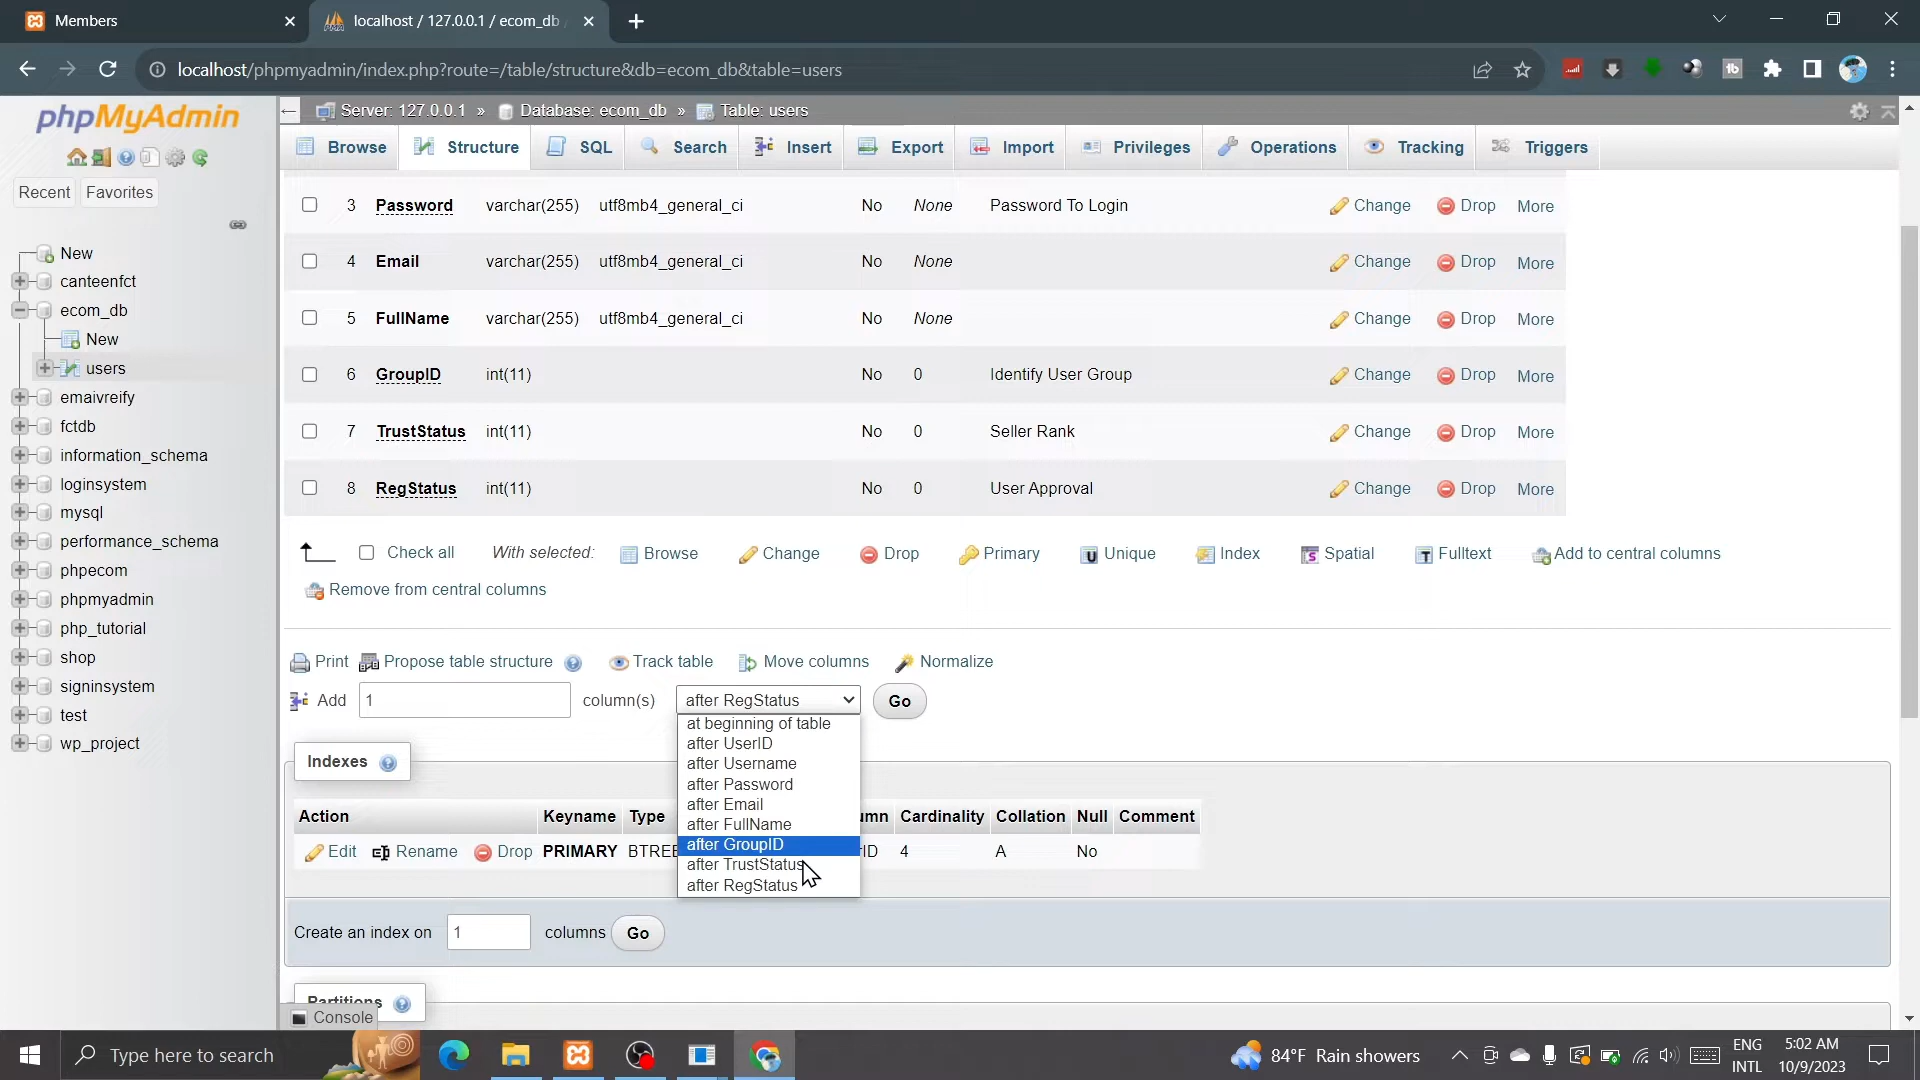 Members
localhost / 127.0.0.1 / ecom_db
localhost/phpmyadmin/index.php?route=/table/structure&db=ecom_db&table=users
phpMyAdmin
Recent
Favorites
New
canteenfct
ecom_db
New
users
emaivreify
fctdb
information_schema
loginsystem
mysql
performance_schema
phpecom
phpmyadmin
php_tutorial
shop
signinsystem
test
wp_project
Server: 127.0.0.1 » Database: ecom_db » Table: users
Browse Structure SQL Search Insert Export Import Privileges Operations Tracking Triggers
3 Password varchar(255) utf8mb4_general_ci No None Password To Login Change Drop More
4 Email varchar(255) utf8mb4_general_ci No None Change Drop More
5 FullName varchar(255) utf8mb4_general_ci No None Change Drop More
6 GroupID int(11) No 0 Identify User Group Change Drop More
7 TrustStatus int(11) No 0 Seller Rank Change Drop More
8 RegStatus int(11) No 0 User Approval Change Drop More
Check all With selected: Browse Change Drop Primary Unique Index Spatial Fulltext Add to central columns
Remove from central columns
Print Propose table structure Track table Move columns Normalize
Add 1 column(s) after RegStatus Go
at beginning of table
after UserID
after Username
after Password
after Email
after FullName
after GroupID
after TrustStatus
after RegStatus
Indexes
Action Keyname Type umn Cardinality Collation Null Comment
Edit Rename Drop PRIMARY BTREE ID 4 A No
Create an index on 1 columns Go
Partitions
Console
Type here to search
84°F Rain showers
ENG
INTL
5:02 AM
10/9/2023